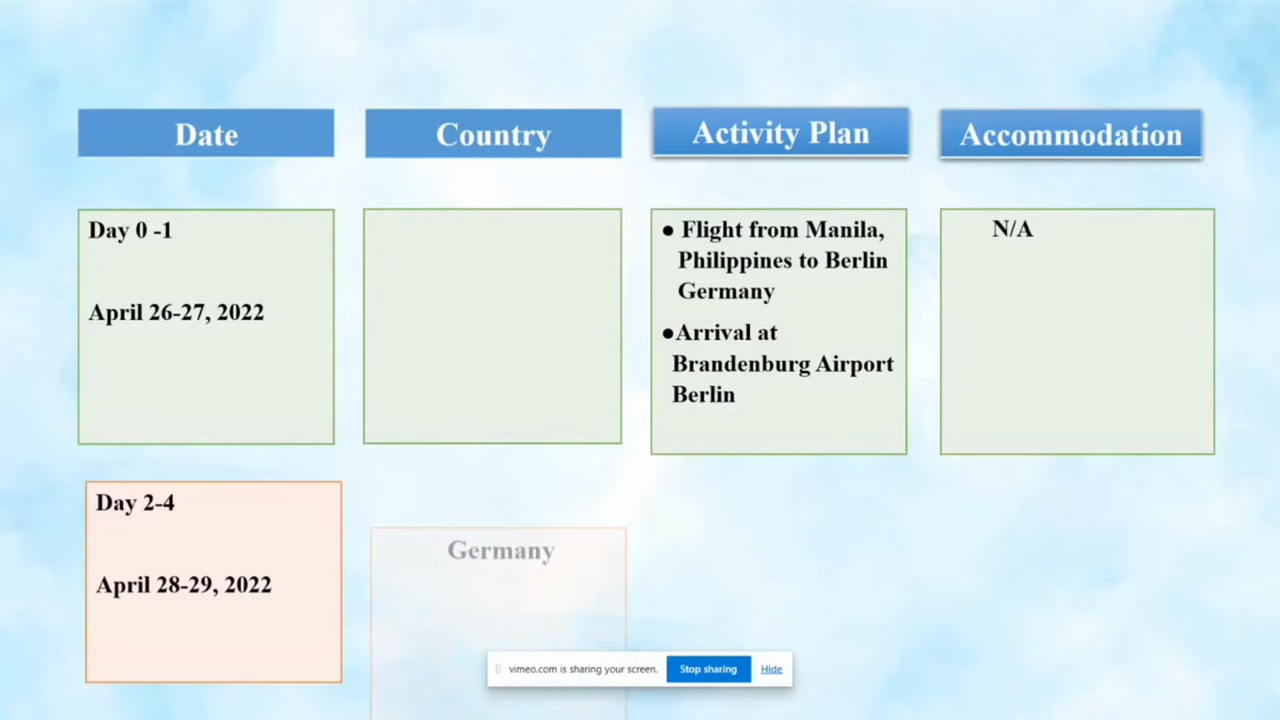 Date
Country
Activity Plan
Accommodation
Day 0 -1
April 26-27, 2022
● Flight from Manila,
Philippines to Berlin
Germany
●Arrival at
Brandenburg Airport
Berlin
N/A
Day 2-4
April 28-29, 2022
Germany
vimeo.com is sharing your screen.
Stop sharing
Hide